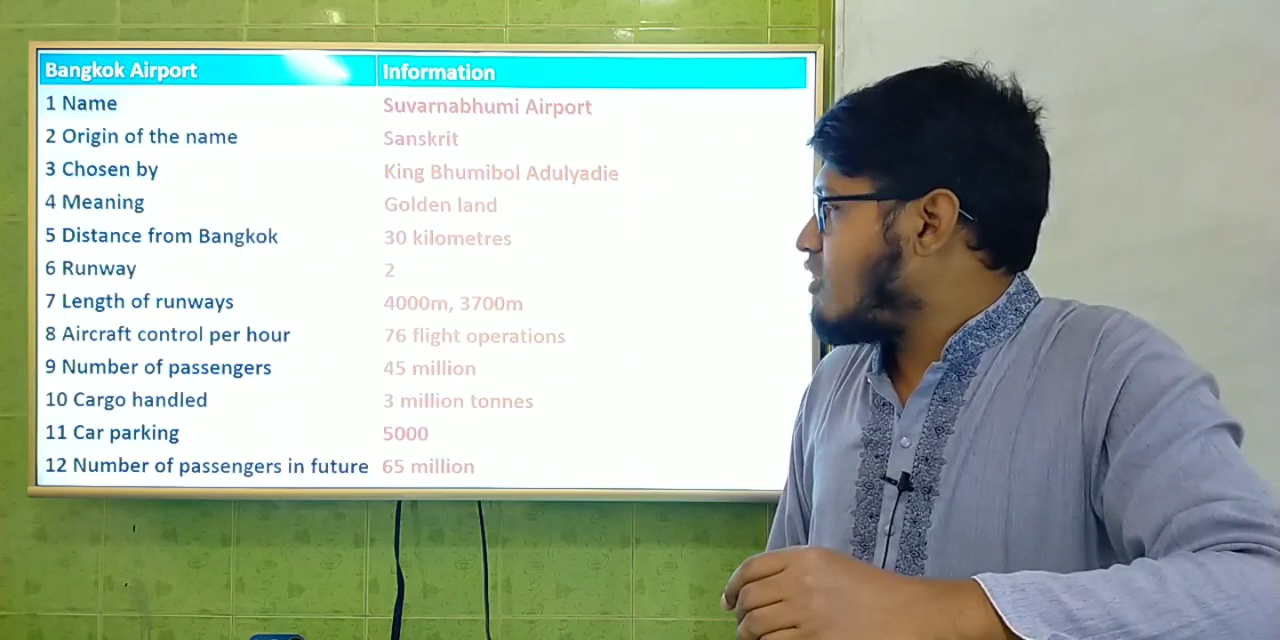 Bangkok Airport Information
1 Name Suvarnabhumi Airport
2 Origin of the name Sanskrit
3 Chosen by King Bhumibol Adulyadie
4 Meaning Golden land
5 Distance from Bangkok 30 kilometres
6 Runway 2
7 Length of runways 4000m, 3700m
8 Aircraft control per hour 76 flight operations
9 Number of passengers 45 million
10 Cargo handled 3 million tonnes
11 Car parking 5000
12 Number of passengers in future 65 million